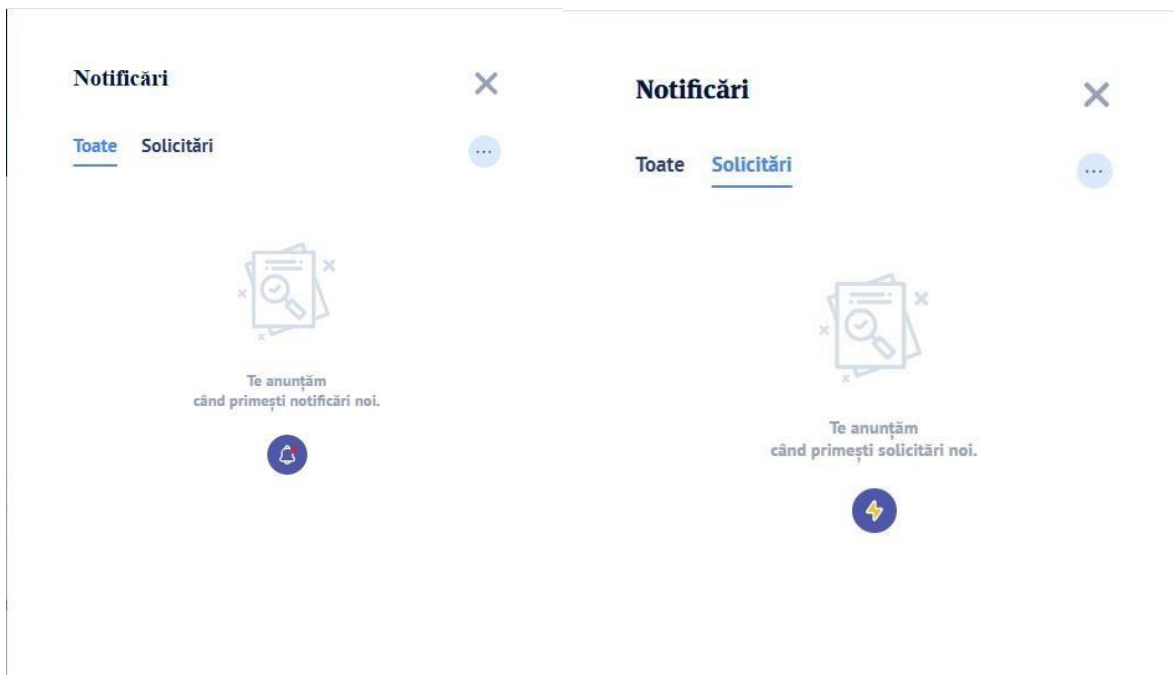 Notificări
Toate Solicitări
...
Te anunțăm
când primești notificări noi.
Notificări
Toate Solicitări
...
Te anunțăm
când primești solicitări noi.